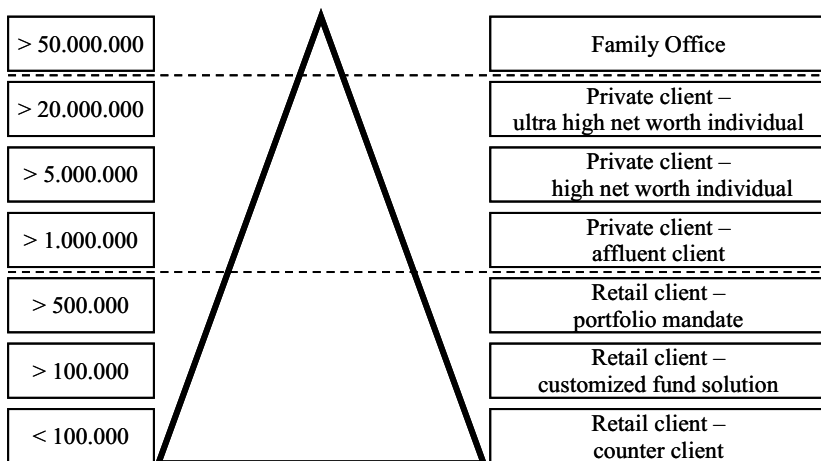 > 50.000.000
Family Office
> 20.000.000
Private client –
ultra high net worth individual
> 5.000.000
Private client –
high net worth individual
> 1.000.000
Private client –
affluent client
> 500.000
Retail client –
portfolio mandate
> 100.000
Retail client –
customized fund solution
< 100.000
Retail client –
counter client